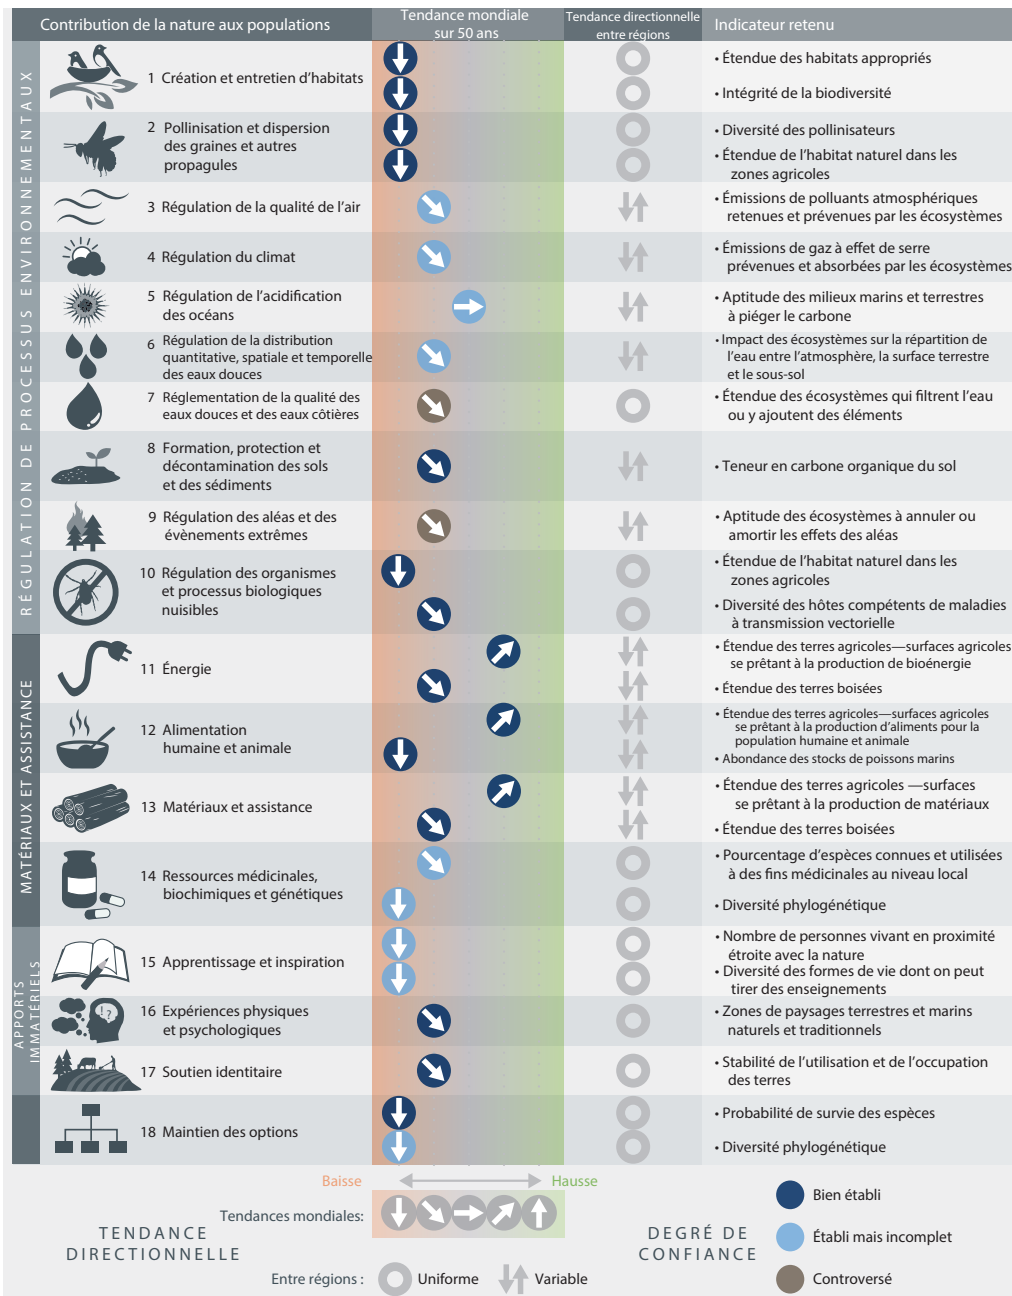 Contribution de la nature aux populations
Tendance mondiale
sur 50 ans
Tendance directionnelle
entre régions
Indicateur retenu
RÉGULATION DE PROCESSUS ENVIRONNEMENTAUX
1 Création et entretien d'habitats
• Étendue des habitats appropriés
• Intégrité de la biodiversité
2 Pollinisation et dispersion
des graines et autres
propagules
• Diversité des pollinisateurs
• Étendue de l'habitat naturel dans les
zones agricoles
3 Régulation de la qualité de l'air
• Émissions de polluants atmosphériques
retenues et prévenues par les écosystèmes
4 Régulation du climat
• Émissions de gaz à effet de serre
prévenues et absorbées par les écosystèmes
5 Régulation de l'acidification
des océans
• Aptitude des milieux marins et terrestres
à piéger le carbone
6 Régulation de la distribution
quantitative, spatiale et temporelle
des eaux douces
• Impact des écosystèmes sur la répartition de
l'eau entre l'atmosphère, la surface terrestre
et le sous-sol
7 Réglementation de la qualité des
eaux douces et des eaux côtières
• Étendue des écosystèmes qui filtrent l'eau
ou y ajoutent des éléments
8 Formation, protection et
décontamination des sols
et des sédiments
• Teneur en carbone organique du sol
9 Régulation des aléas et des
évènements extrêmes
• Aptitude des écosystèmes à annuler ou
amortir les effets des aléas
10 Régulation des organismes
et processus biologiques
nuisibles
• Étendue de l'habitat naturel dans les
zones agricoles
• Diversité des hôtes compétents de maladies
à transmission vectorielle
MATÉRIAUX ET ASSISTANCE
11 Énergie
• Étendue des terres agricoles—surfaces agricoles
se prêtant à la production de bioénergie
• Étendue des terres boisées
12 Alimentation
humaine et animale
• Étendue des terres agricoles—surfaces agricoles
se prêtant à la production d'aliments pour la
population humaine et animale
• Abondance des stocks de poissons marins
13 Matériaux et assistance
• Étendue des terres agricoles —surfaces
se prêtant à la production de matériaux
• Étendue des terres boisées
14 Ressources médicinales,
biochimiques et génétiques
• Pourcentage d'espèces connues et utilisées
à des fins médicinales au niveau local
• Diversité phylogénétique
APPORTS
IMMATÉRIELS
15 Apprentissage et inspiration
• Nombre de personnes vivant en proximité
étroite avec la nature
• Diversité des formes de vie dont on peut
tirer des enseignements
16 Expériences physiques
et psychologiques
• Zones de paysages terrestres et marins
naturels et traditionnels
17 Soutien identitaire
• Stabilité de l'utilisation et de l'occupation
des terres
18 Maintien des options
• Probabilité de survie des espèces
• Diversité phylogénétique
Baisse
Hausse
TENDANCE
DIRECTIONNELLE
Tendances mondiales:
Entre régions :
Uniforme
Variable
DEGRÉ DE
CONFIANCE
Bien établi
Établi mais incomplet
Controversé